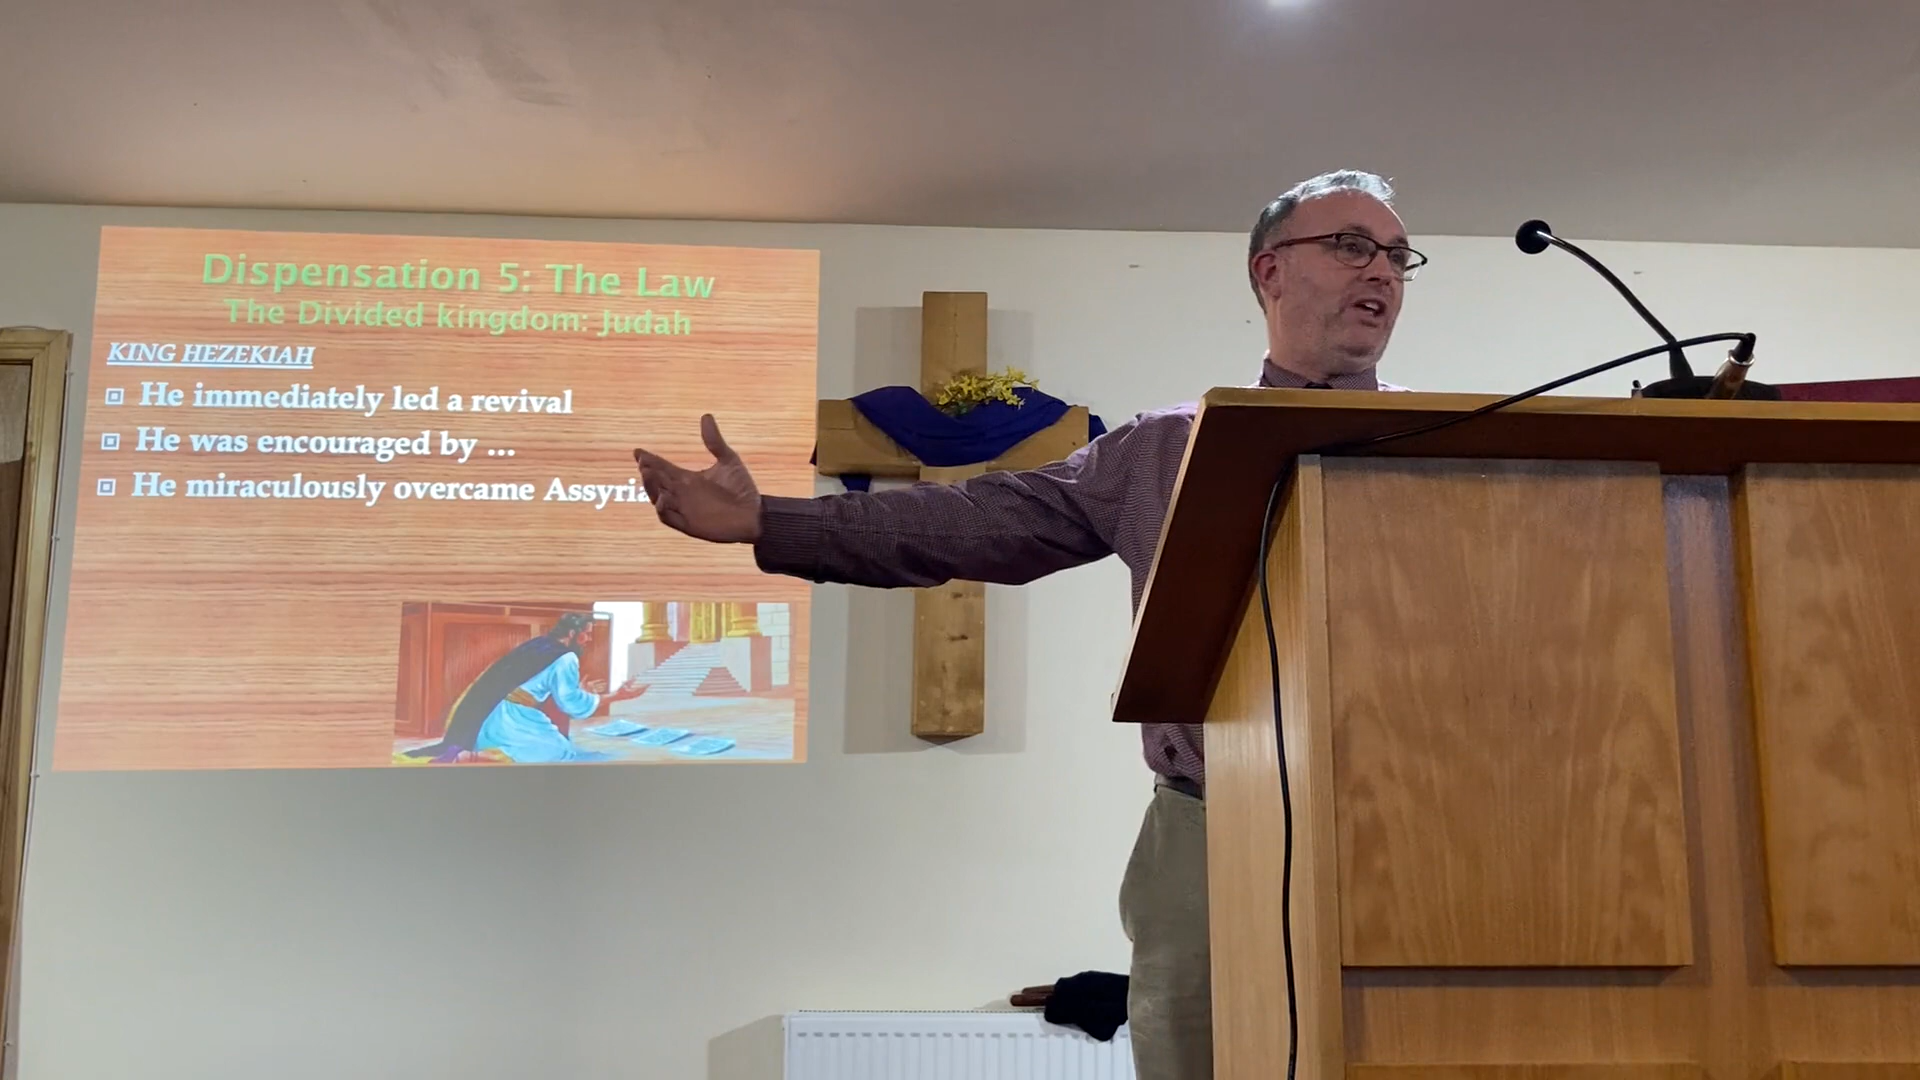 Dispensation 5: The Law
The Divided kingdom: Judah
KING HEZEKIAH
He immediately led a revival
He was encouraged by ...
He miraculously overcame Assyria